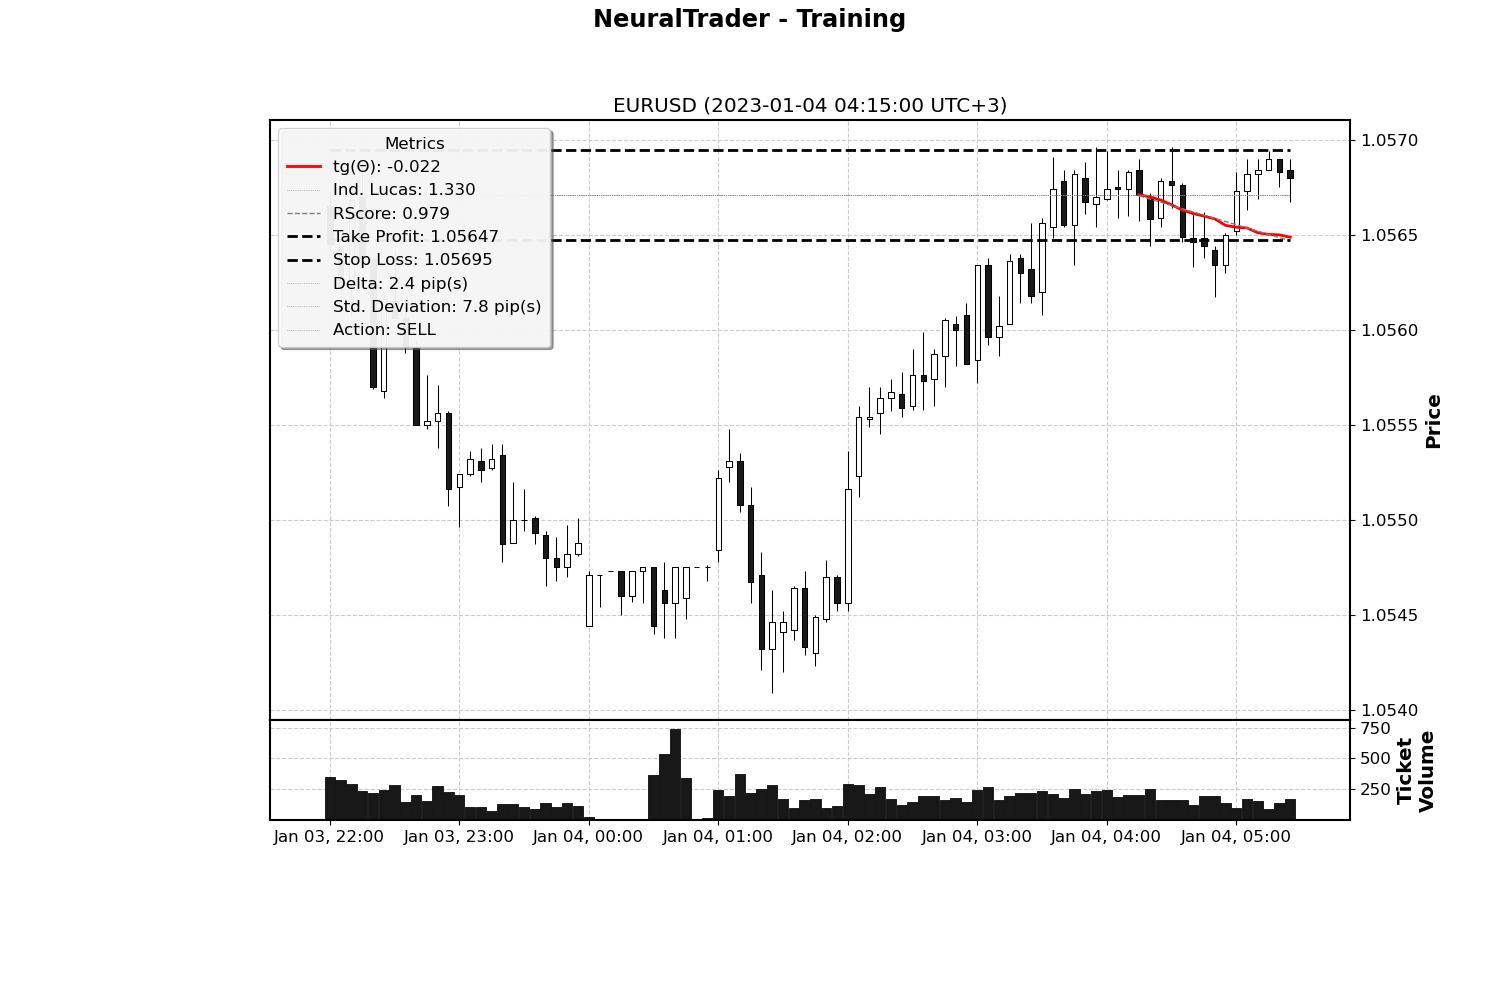 NeuralTrader - Training
EURUSD (2023-01-04 04:15:00 UTC+3)
Metrics
tg(Θ): -0.022
Ind. Lucas: 1.330
RScore: 0.979
Take Profit: 1.05647
Stop Loss: 1.05695
Delta: 2.4 pip(s)
Std. Deviation: 7.8 pip(s)
Action: SELL
1.0570
1.0565
1.0560
1.0555
1.0550
1.0545
1.0540
Price
750
500
250
Ticket
Volume
Jan 03, 22:00
Jan 03, 23:00
Jan 04, 00:00
Jan 04, 01:00
Jan 04, 02:00
Jan 04, 03:00
Jan 04, 04:00
Jan 04, 05:00